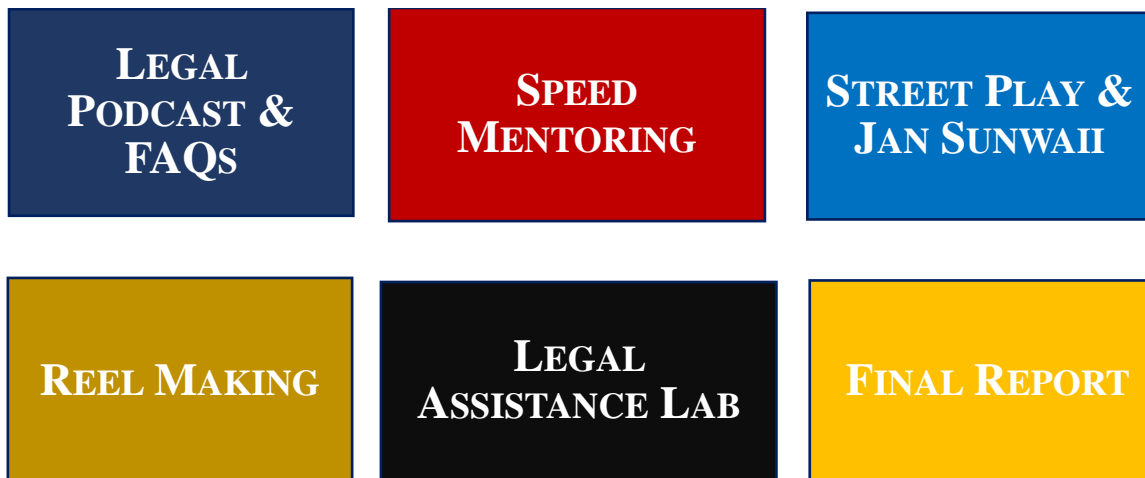 LEGAL
PODCAST &
FAQS
SPEED
MENTORING
STREET PLAY &
JAN SUNWAII
REEL MAKING
LEGAL
ASSISTANCE LAB
FINAL REPORT